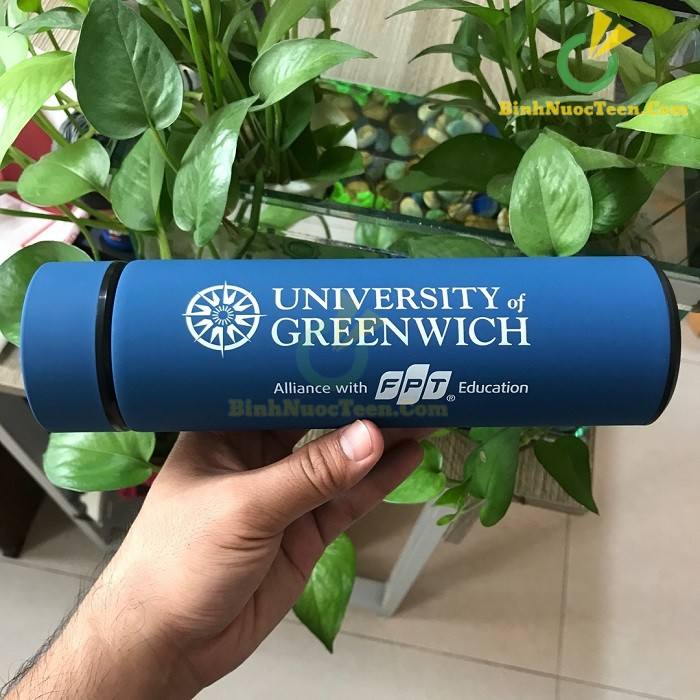 BinhNuocTeen.Com
UNIVERSITY of
GREENWICH
Alliance with FPT® Education
BinhNuocTeen.Com